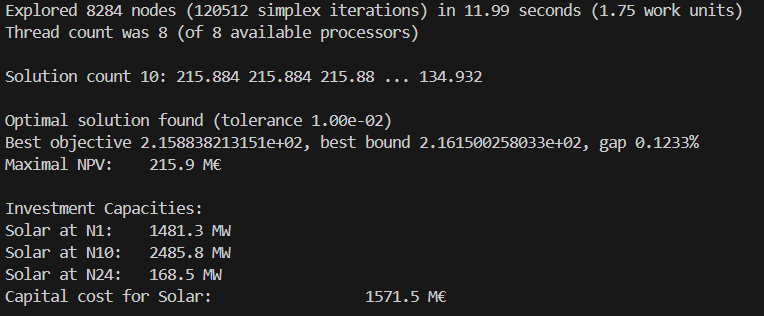 Explored 8284 nodes (120512 simplex iterations) in 11.99 seconds (1.75 work units)
Thread count was 8 (of 8 available processors)
Solution count 10: 215.884 215.884 215.88 ... 134.932
Optimal solution found (tolerance 1.00e-02)
Best objective 2.158838213151e+02, best bound 2.161500258033e+02, gap 0.1233%
Maximal NPV: 215.9 M€
Investment Capacities:
Solar at N1: 1481.3 MW
Solar at N10: 2485.8 MW
Solar at N24: 168.5 MW
Capital cost for Solar: 1571.5 M€